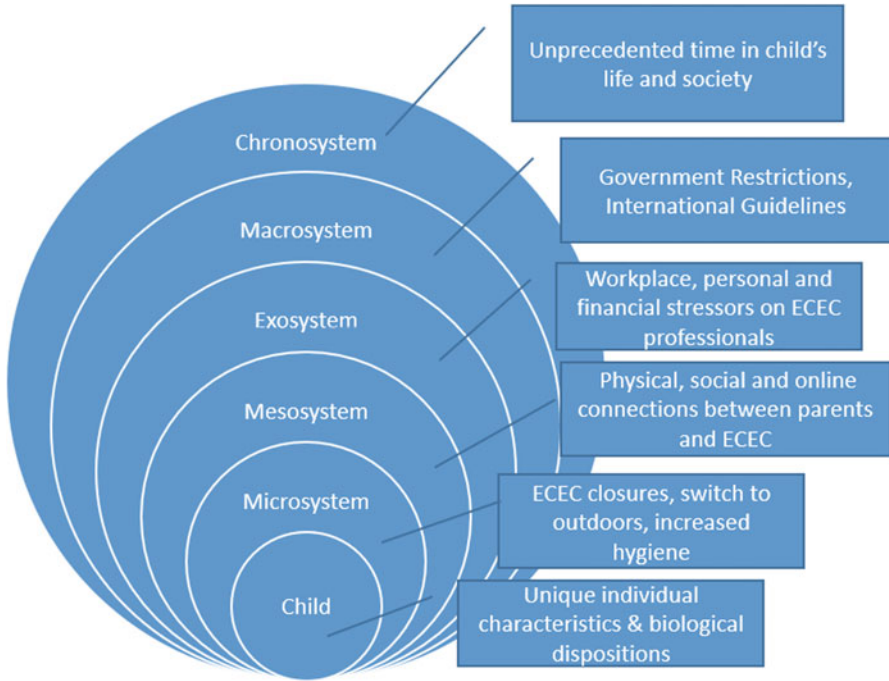 Unprecedented time in child's
life and society
Chronosystem
Government Restrictions,
International Guidelines
Macrosystem
Workplace, personal and
financial stressors on ECEC
professionals
Exosystem
Physical, social and online
connections between parents
and ECEC
Mesosystem
ECEC closures, switch to
outdoors, increased
hygiene
Microsystem
Unique individual
characteristics & biological
dispositions
Child